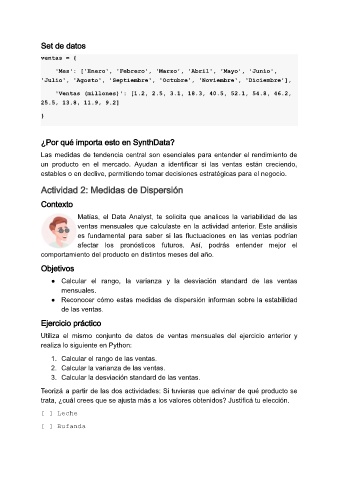 Set de datos
ventas = {
'Mes': ['Enero', 'Febrero', 'Marzo', 'Abril', 'Mayo', 'Junio',
'Julio', 'Agosto', 'Septiembre', 'Octubre', 'Noviembre', 'Diciembre'],
'Ventas (millones)': [1.2, 2.5, 3.1, 18.3, 40.5, 52.1, 54.8, 46.2,
25.5, 13.8, 11.9, 9.2]
}
¿Por qué importa esto en SynthData?
Las medidas de tendencia central son esenciales para entender el rendimiento de
un producto en el mercado. Ayudan a identificar si las ventas están creciendo,
estables o en declive, permitiendo tomar decisiones estratégicas para el negocio.
Actividad 2: Medidas de Dispersión
Contexto
Matías, el Data Analyst, te solicita que analices la variabilidad de las
ventas mensuales que calculaste en la actividad anterior. Este análisis
es fundamental para saber si las fluctuaciones en las ventas podrían
afectar los pronósticos futuros. Así, podrás entender mejor el
comportamiento del producto en distintos meses del año.
Objetivos
● Calcular el rango, la varianza y la desviación standard de las ventas
mensuales.
● Reconocer cómo estas medidas de dispersión informan sobre la estabilidad
de las ventas.
Ejercicio práctico
Utiliza el mismo conjunto de datos de ventas mensuales del ejercicio anterior y
realiza lo siguiente en Python:
1. Calcular el rango de las ventas.
2. Calcular la varianza de las ventas.
3. Calcular la desviación standard de las ventas.
Teorizá a partir de las dos actividades: Si tuvieras que adivinar de qué producto se
trata, ¿cuál crees que se ajusta más a los valores obtenidos? Justificá tu elección.
[ ] Leche
[ ] Bufanda